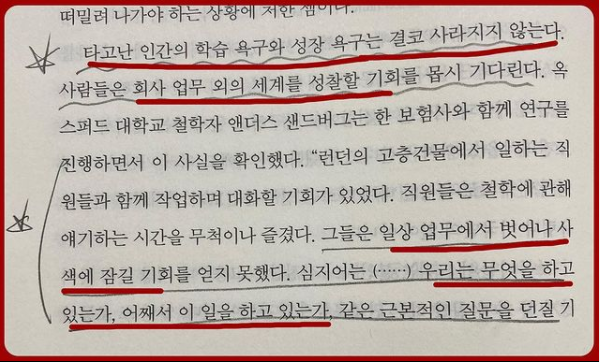 떠밀려 나가야 하는 상황에 처한 셈이다.
타고난 인간의 학습 욕구와 성장 욕구는 결코 사라지지 않는다.
사람들은 회사 업무 외의 세계를 성찰할 기회를 몹시 기다린다. 옥
스퍼드 대학교 철학자 앤더스 샌드버그는 한 보험사와 함께 연구를
진행하면서 이 사실을 확인했다. “런던의 고층건물에서 일하는 직
원들과 함께 작업하며 대화할 기회가 있었다. 직원들은 철학에 관해
얘기하는 시간을 무척이나 즐겼다. 그들은 일상 업무에서 벗어나 사
색에 잠길 기회를 얻지 못했다. 심지어는 (……) 우리는 무엇을 하고
있는가, 어째서 이 일을 하고 있는가, 같은 근본적인 질문을 던질 기